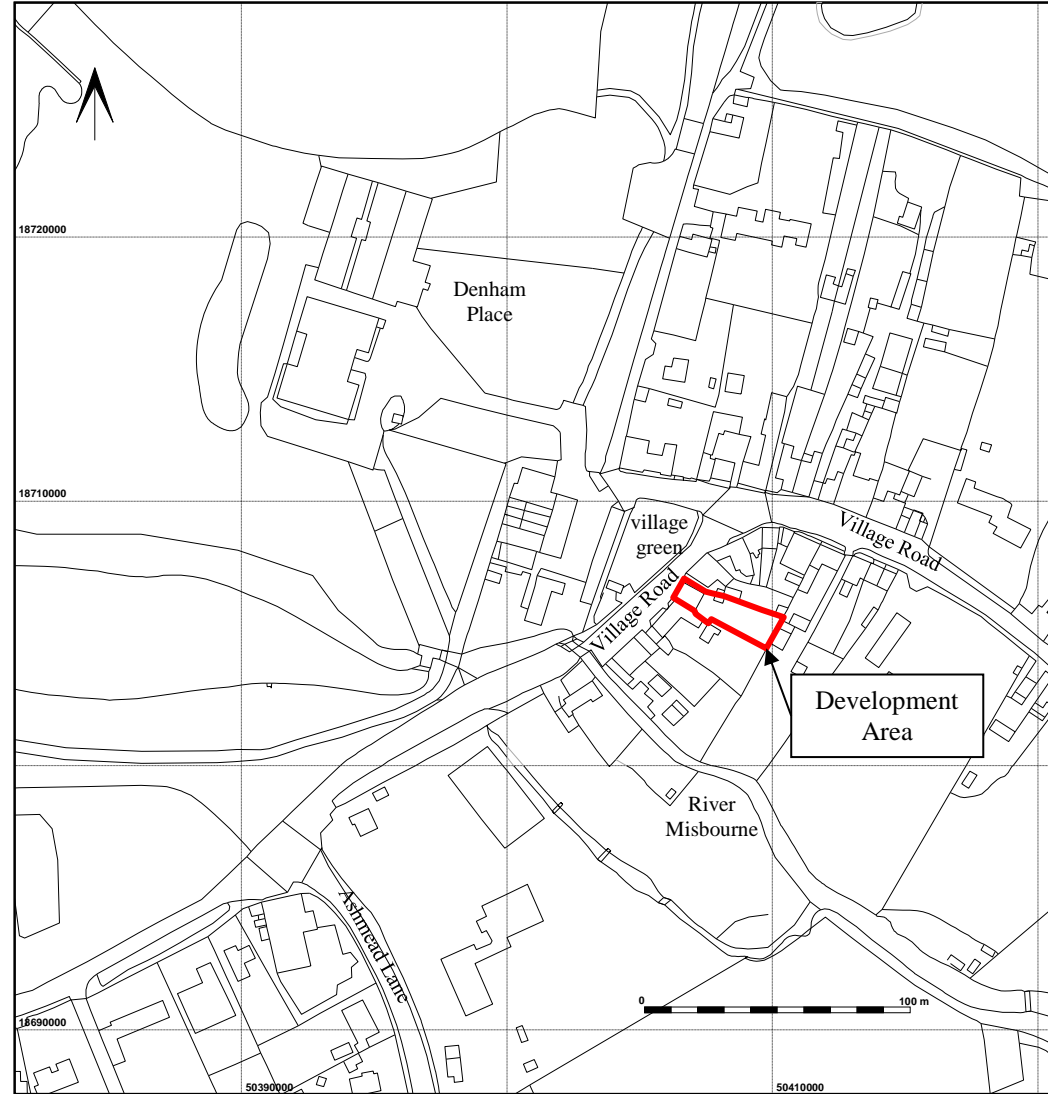 18720000
Denham
Place
18710000
village
green
Village Road
Village Road
Development
Area
River
Misbourne
Ashmead Lane
0
100 m
18690000
50390000
50410000